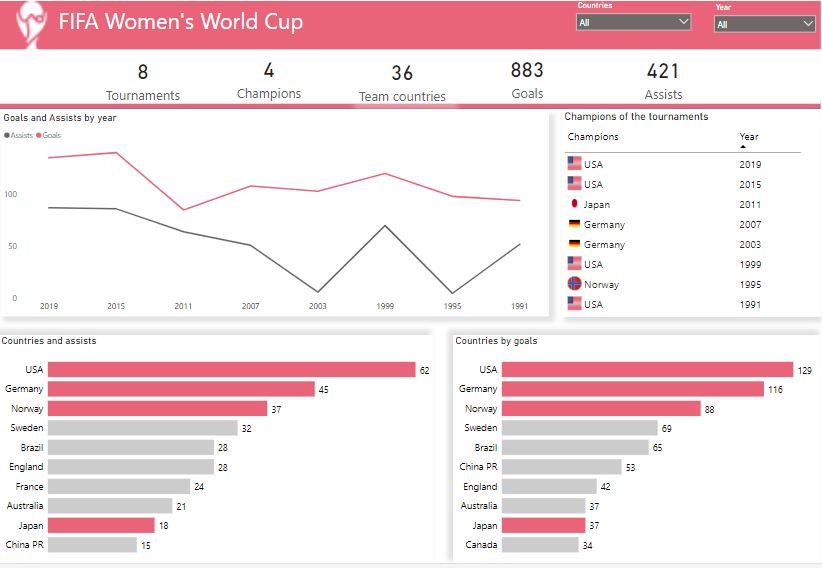 Countries
Year
FIFA Women's World Cup
All
All
8
4
36
883
421
Tournaments
Champions
Team countries
Goals
Assists
Goals and Assists by year
Assists Goals
100
50
0
2019 2015 2011 2007 2003 1999 1995 1991
Champions of the tournaments
Champions Year
USA 2019
USA 2015
Japan 2011
Germany 2007
Germany 2003
USA 1999
Norway 1995
USA 1991
Countries and assists
USA 62
Germany 45
Norway 37
Sweden 32
Brazil 28
England 28
France 24
Australia 21
Japan 18
China PR 15
Countries by goals
USA 129
Germany 116
Norway 88
Sweden 69
Brazil 65
China PR 53
England 42
Australia 37
Japan 37
Canada 34